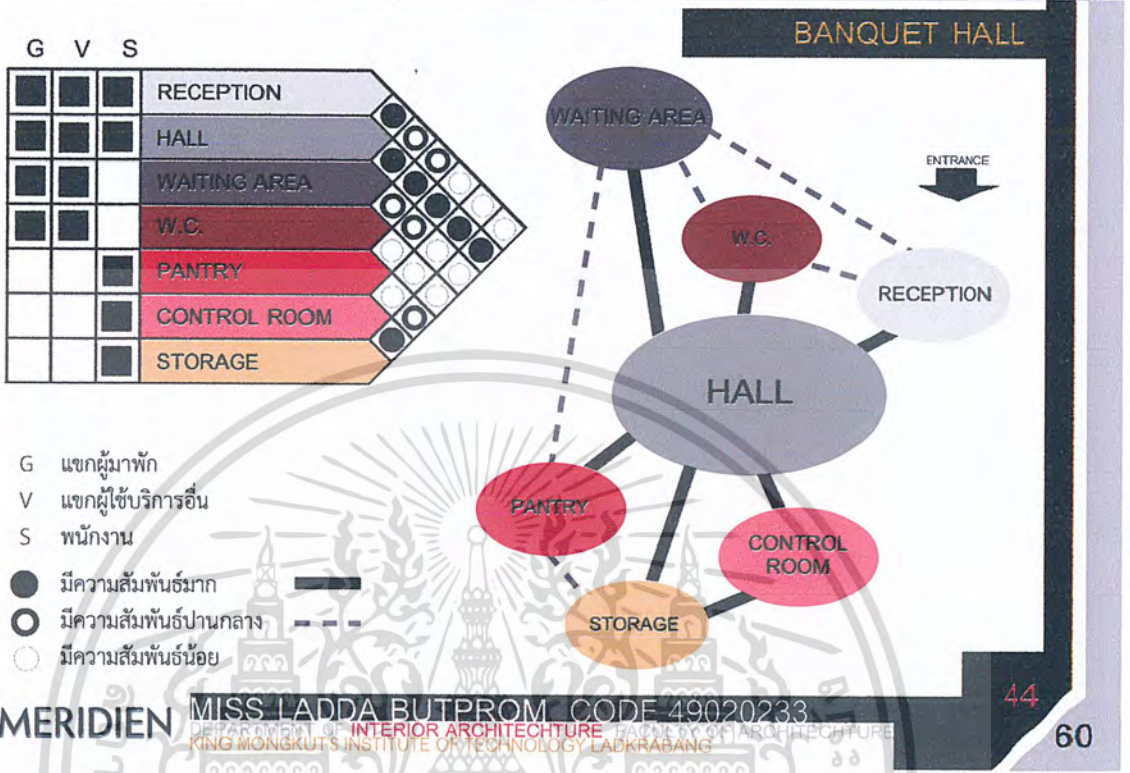 BANQUET HALL
G V S
RECEPTION
HALL
WAITING AREA
W.C.
PANTRY
CONTROL ROOM
STORAGE
WAITING AREA
ENTRANCE
W.C.
RECEPTION
HALL
PANTRY
CONTROL
ROOM
STORAGE
G แขกผู้มาพัก
V แขกผู้ใช้บริการอื่น
S พนักงาน
มีความสัมพันธ์มาก
มีความสัมพันธ์ปานกลาง
มีความสัมพันธ์น้อย
MERIDIEN
MISS LADDA BUTPROM CODE 49020233
DEPARTMENT OF INTERIOR ARCHITECHTURE FACULTY OF ARCHITECHTURE
KING MONGKUT'S INSTITUTE OF TECHNOLOGY LADKRABANG
44
60